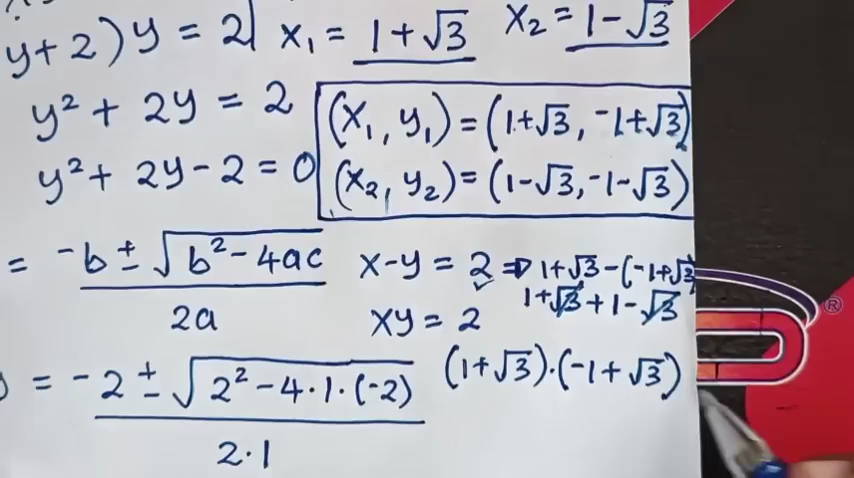 y+2)y = 2
x₁ = 1+√3
x₂ = 1-√3
y² + 2y = 2
(x₁, y₁) = (1+√3, -1+√3)
y² + 2y - 2 = 0
(x₂, y₂) = (1-√3, -1-√3)
= -b ± √b² - 4ac
2a
x-y = 2 ⇒ 1+√3-(-1+√3
1+√3+1-√3
xy = 2
= -2 ± √2² - 4·1·(-2)
2·1
(1+√3)·(-1+√3)
®